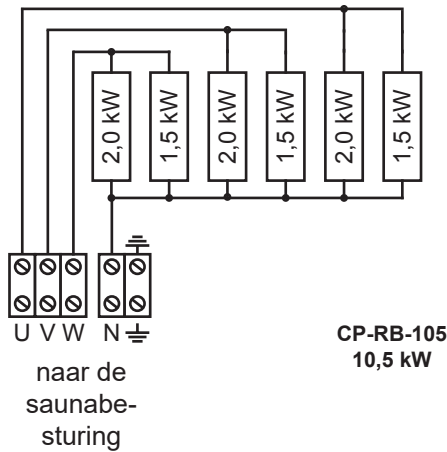 2,0 kW
1,5 kW
2,0 kW
1,5 kW
2,0 kW
1,5 kW
U V W N
naar de
saunabe-
sturing
CP-RB-105
10,5 kW